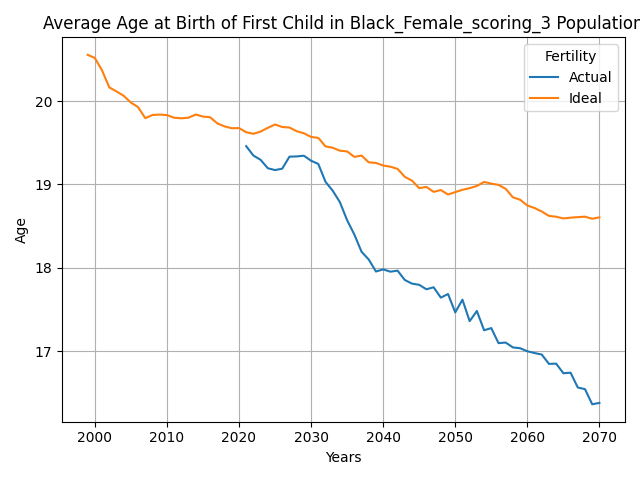 Average Age at Birth of First Child in Black_Female_scoring_3 Population
Fertility
Actual
Ideal
Age
20
19
18
17
2000 2010 2020 2030 2040 2050 2060 2070
Years